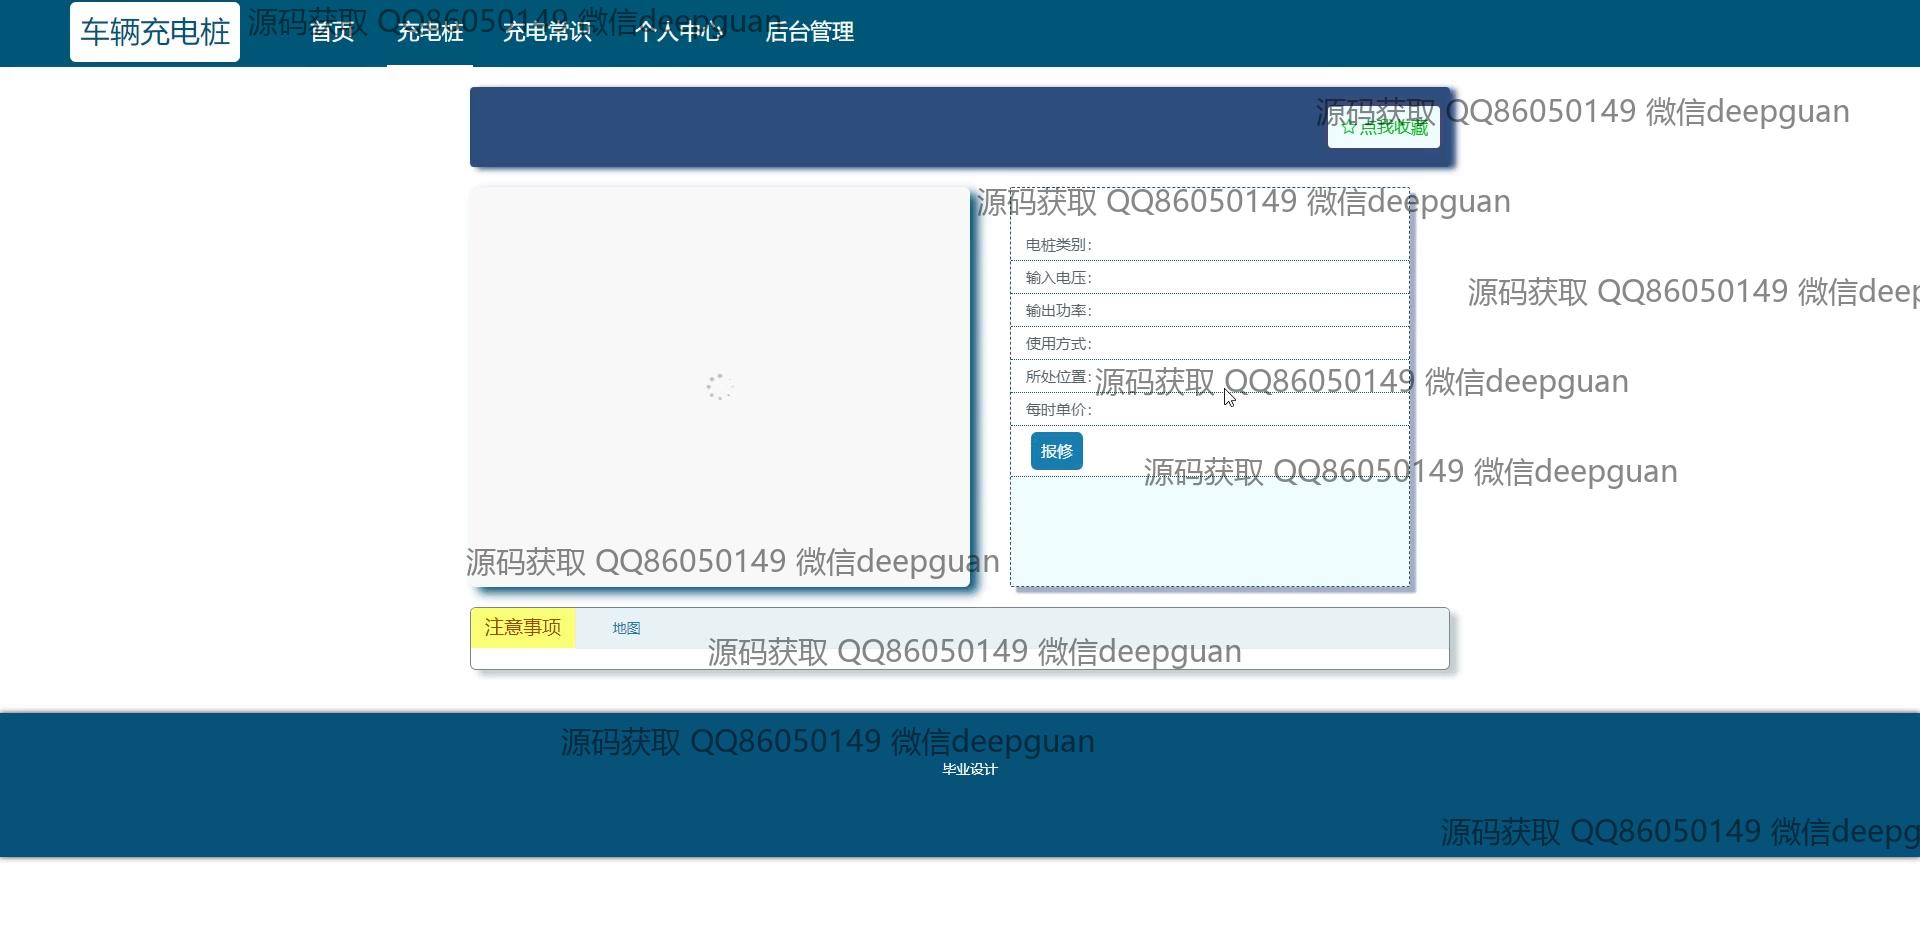 车辆充电桩
首页 充电桩 充电常识 个人中心 后台管理
源码获取 QQ86050149 微信deepguan
源码获取 QQ86050149 微信deepguan
☆点我收藏
源码获取 QQ86050149 微信deepguan
电桩类别：
输入电压：
源码获取 QQ86050149 微信deep
输出功率：
使用方式：
所处位置：
源码获取 QQ86050149 微信deepguan
每时单价：
报修
源码获取 QQ86050149 微信deepguan
源码获取 QQ86050149 微信deepguan
注意事项 地图
源码获取 QQ86050149 微信deepguan
源码获取 QQ86050149 微信deepguan
毕业设计
源码获取 QQ86050149 微信deepg